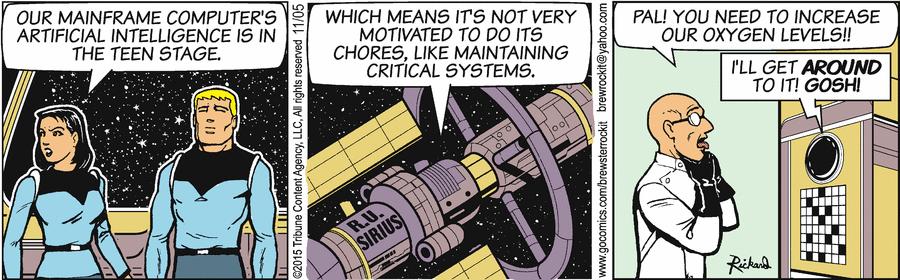 OUR MAINFRAME COMPUTER'S
ARTIFICIAL INTELLIGENCE IS IN
THE TEEN STAGE.
©2015 Tribune Content Agency, LLC, All rights reserved 11/05
WHICH MEANS IT'S NOT VERY
MOTIVATED TO DO ITS
CHORES, LIKE MAINTAINING
CRITICAL SYSTEMS.
R.U.
SIRIUS
www.gocomics.com/brewsterrockit brewrockit@yahoo.com
PAL! YOU NEED TO INCREASE
OUR OXYGEN LEVELS!!
I'LL GET AROUND
TO IT! GOSH!
Rickard